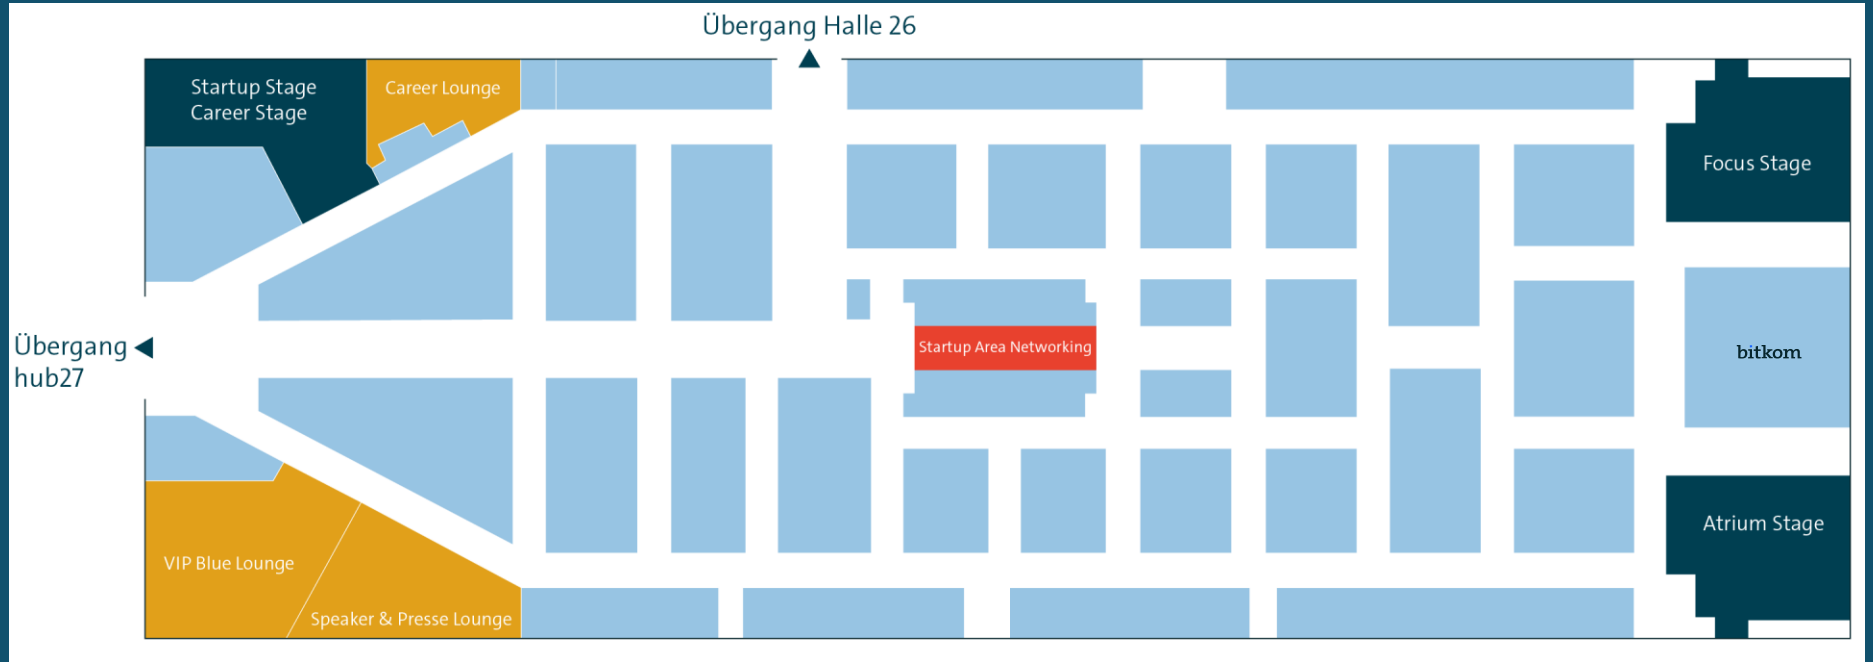 Übergang Halle 26
Startup Stage
Career Stage
Career Lounge
Focus Stage
Übergang
hub27
Startup Area Networking
bitkom
Atrium Stage
VIP Blue Lounge
Speaker & Presse Lounge